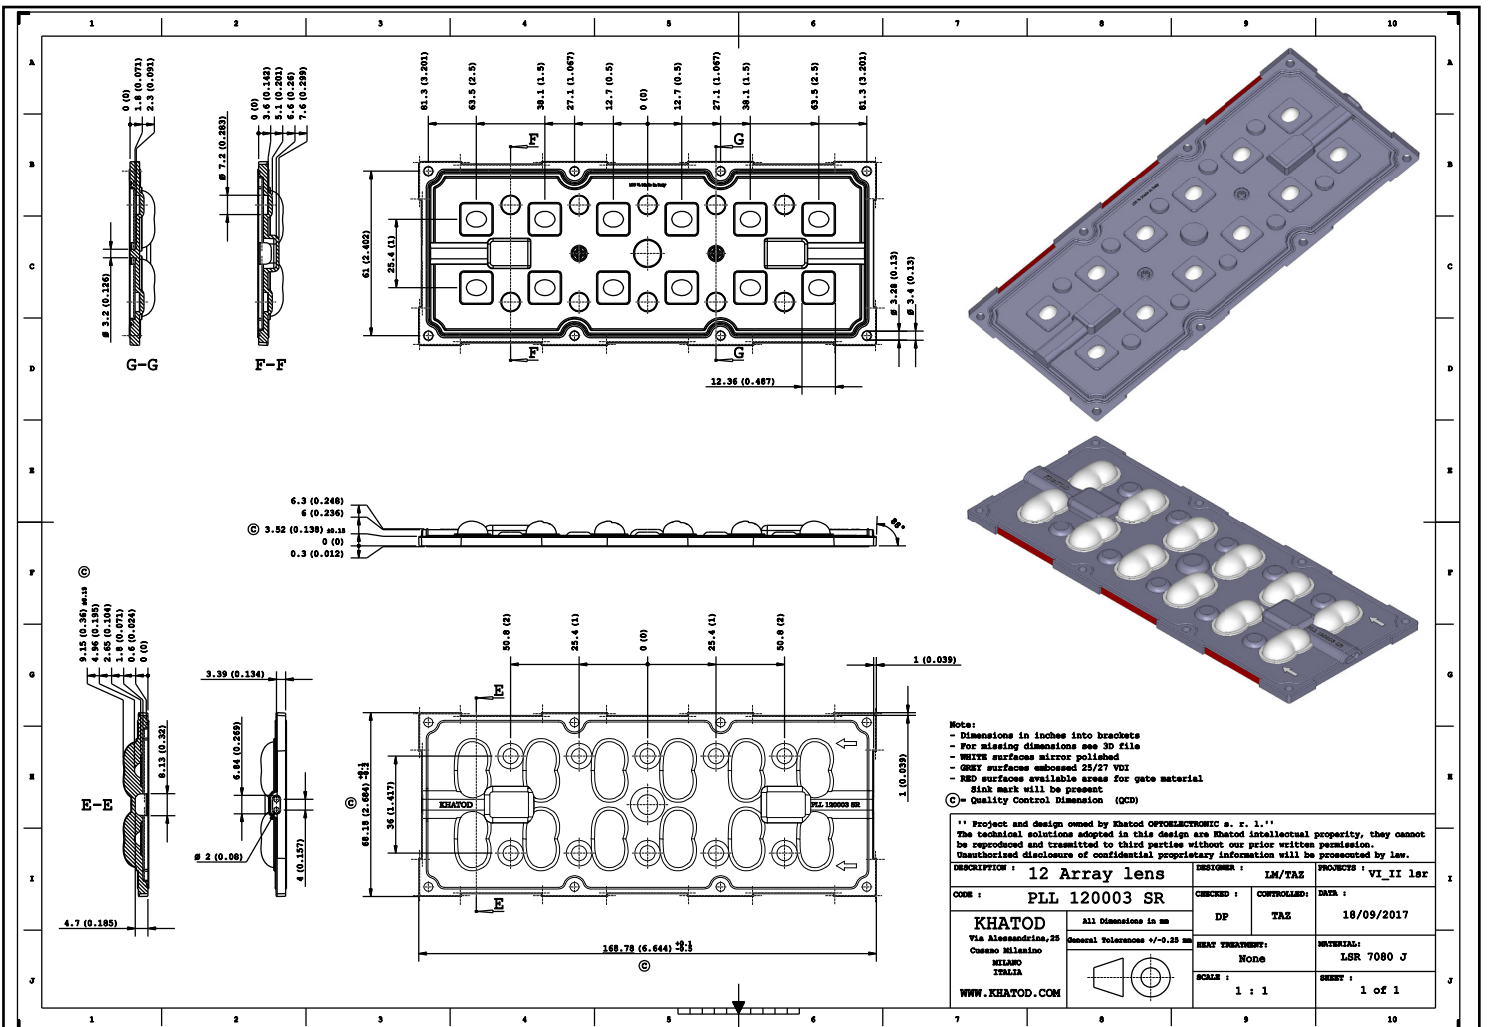 1 2 3 4 5 6 7 8 9 10
A
B
C
D
E
F
G
H
I
J
0 (0)
1.8 (0.071)
2.3 (0.091)
Ø 3.2 (0.126)
G-G
Ø 7.2 (0.283)
0 (0)
3.6 (0.142)
5.1 (0.201)
6.6 (0.26)
7.6 (0.299)
F-F
81.3 (3.201)
63.5 (2.5)
38.1 (1.5)
27.1 (1.067)
12.7 (0.5)
0 (0)
12.7 (0.5)
27.1 (1.067)
38.1 (1.5)
63.5 (2.5)
81.3 (3.201)
F
G
61 (2.402)
25.4 (1)
F
G
Ø 3.28 (0.13)
Ø 3.4 (0.13)
12.36 (0.487)
6.3 (0.248)
6 (0.236)
C 3.52 (0.138) ±0.15
0 (0)
0.3 (0.012)
88°
C
9.15 (0.36) ±0.15
4.96 (0.195)
2.65 (0.104)
1.8 (0.071)
0.6 (0.024)
0 (0)
8.13 (0.32)
E-E
4.7 (0.185)
3.39 (0.134)
6.84 (0.269)
Ø 2 (0.08)
4 (0.157)
50.8 (2)
25.4 (1)
0 (0)
25.4 (1)
50.8 (2)
1 (0.039)
1 (0.039)
E
C 68.18 (2.684) +0.1
36 (1.417)
KHATOD
PLL 120003 SR
E
168.78 (6.644) +0.1
C
Note:
- Dimensions in inches into brackets
- For missing dimensions see 3D file
- WHITE surfaces mirror polished
- GREY surfaces embossed 25/27 VDI
- RED surfaces available areas for gate material
Sink mark will be present
C = Quality Control Dimension (QCD)
'' Project and design owned by Khatod OPTOELECTRONIC s. r. l.''
The technical solutions adopted in this design are Khatod intellectual properity, they cannot
be reproduced and trasmitted to third parties without our prior written permission.
Unauthorized disclosure of confidential proprietary information will be prosecuted by law.
DESCRIPTION : 12 Array lens
DESIGNER : LM/TAZ
PROJECTS : VI_II lsr
CODE : PLL 120003 SR
CHECKED : DP
CONTROLLED: TAZ
DATA : 18/09/2017
KHATOD
Via Alessandrina,25
Cusano Milanino
MILANO
ITALIA
WWW.KHATOD.COM
All Dimensions in mm
General Tolerances +/-0.25 mm
HEAT TREATMENT: None
MATERIAL: LSR 7080 J
SCALE : 1 : 1
SHEET : 1 of 1
A
B
C
D
E
F
G
H
I
J
1 2 3 4 5 6 7 8 9 10